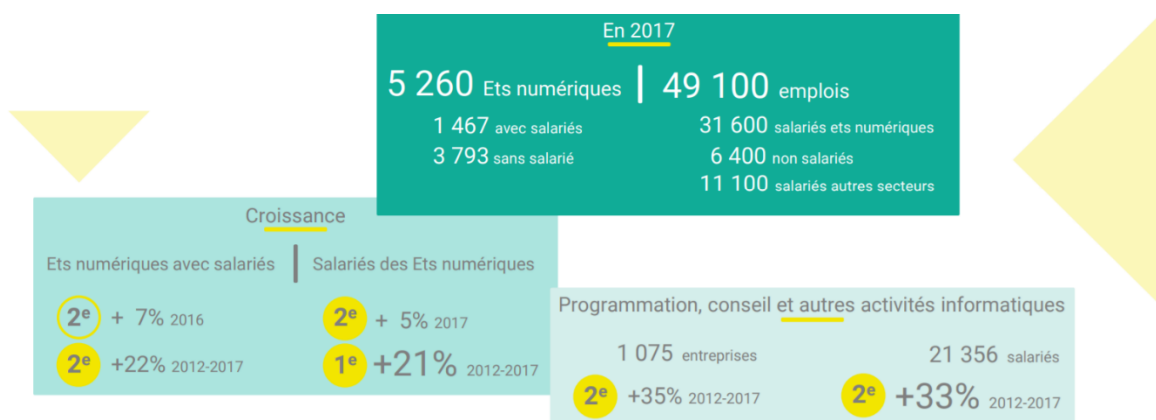 En 2017
5 260 Ets numériques | 49 100 emplois
1 467 avec salariés
3 793 sans salarié
31 600 salariés ets numériques
6 400 non salariés
11 100 salariés autres secteurs
Croissance
Ets numériques avec salariés | Salariés des Ets numériques
2e + 7% 2016
2e +22% 2012-2017
2e + 5% 2017
1e +21% 2012-2017
Programmation, conseil et autres activités informatiques
1 075 entreprises
2e +35% 2012-2017
21 356 salariés
2e +33% 2012-2017